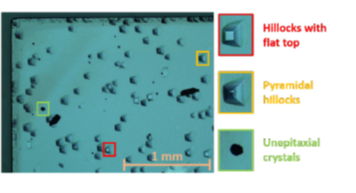 Hillocks with
flat top
Pyramidal
hillocks
Unepitaxial
crystals
1 mm